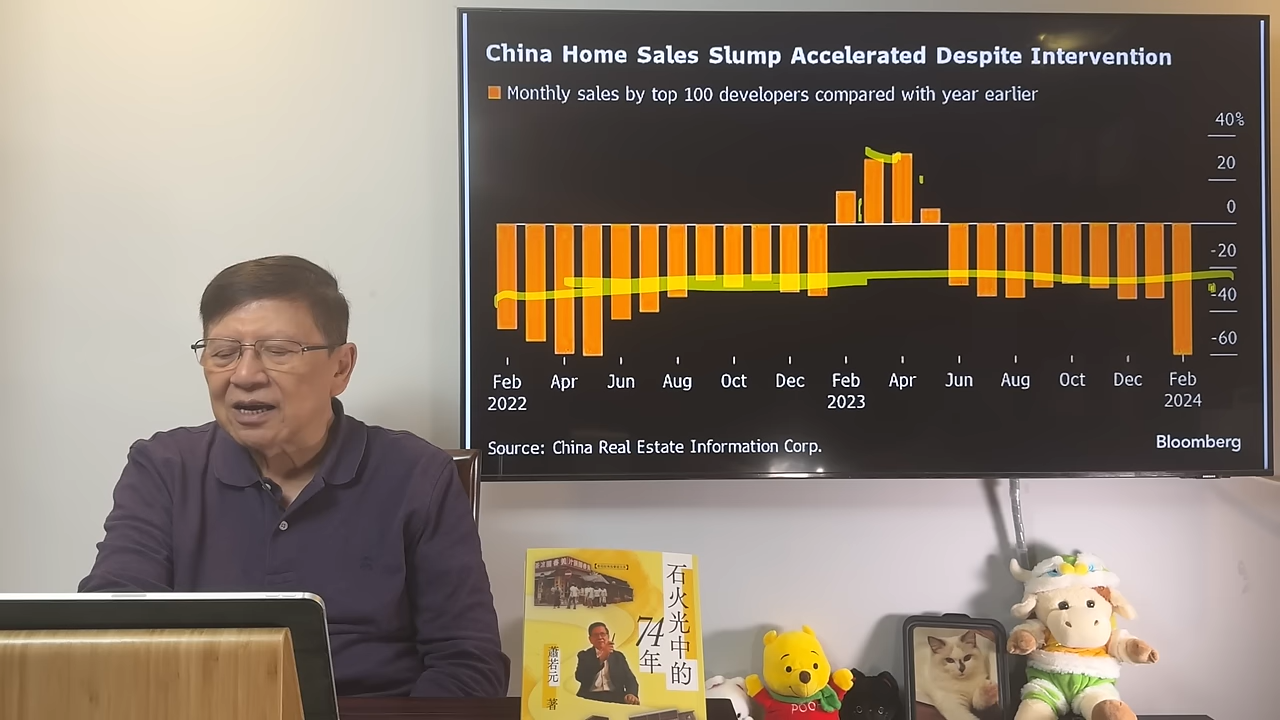 China Home Sales Slump Accelerated Despite Intervention
Monthly sales by top 100 developers compared with year earlier
40%
20
0
-20
-40
-60
Feb Apr Jun Aug Oct Dec Feb Apr Jun Aug Oct Dec Feb
2022 2023 2024
Source: China Real Estate Information Corp.
Bloomberg
石火光中的
74年
蕭若元 著
POO